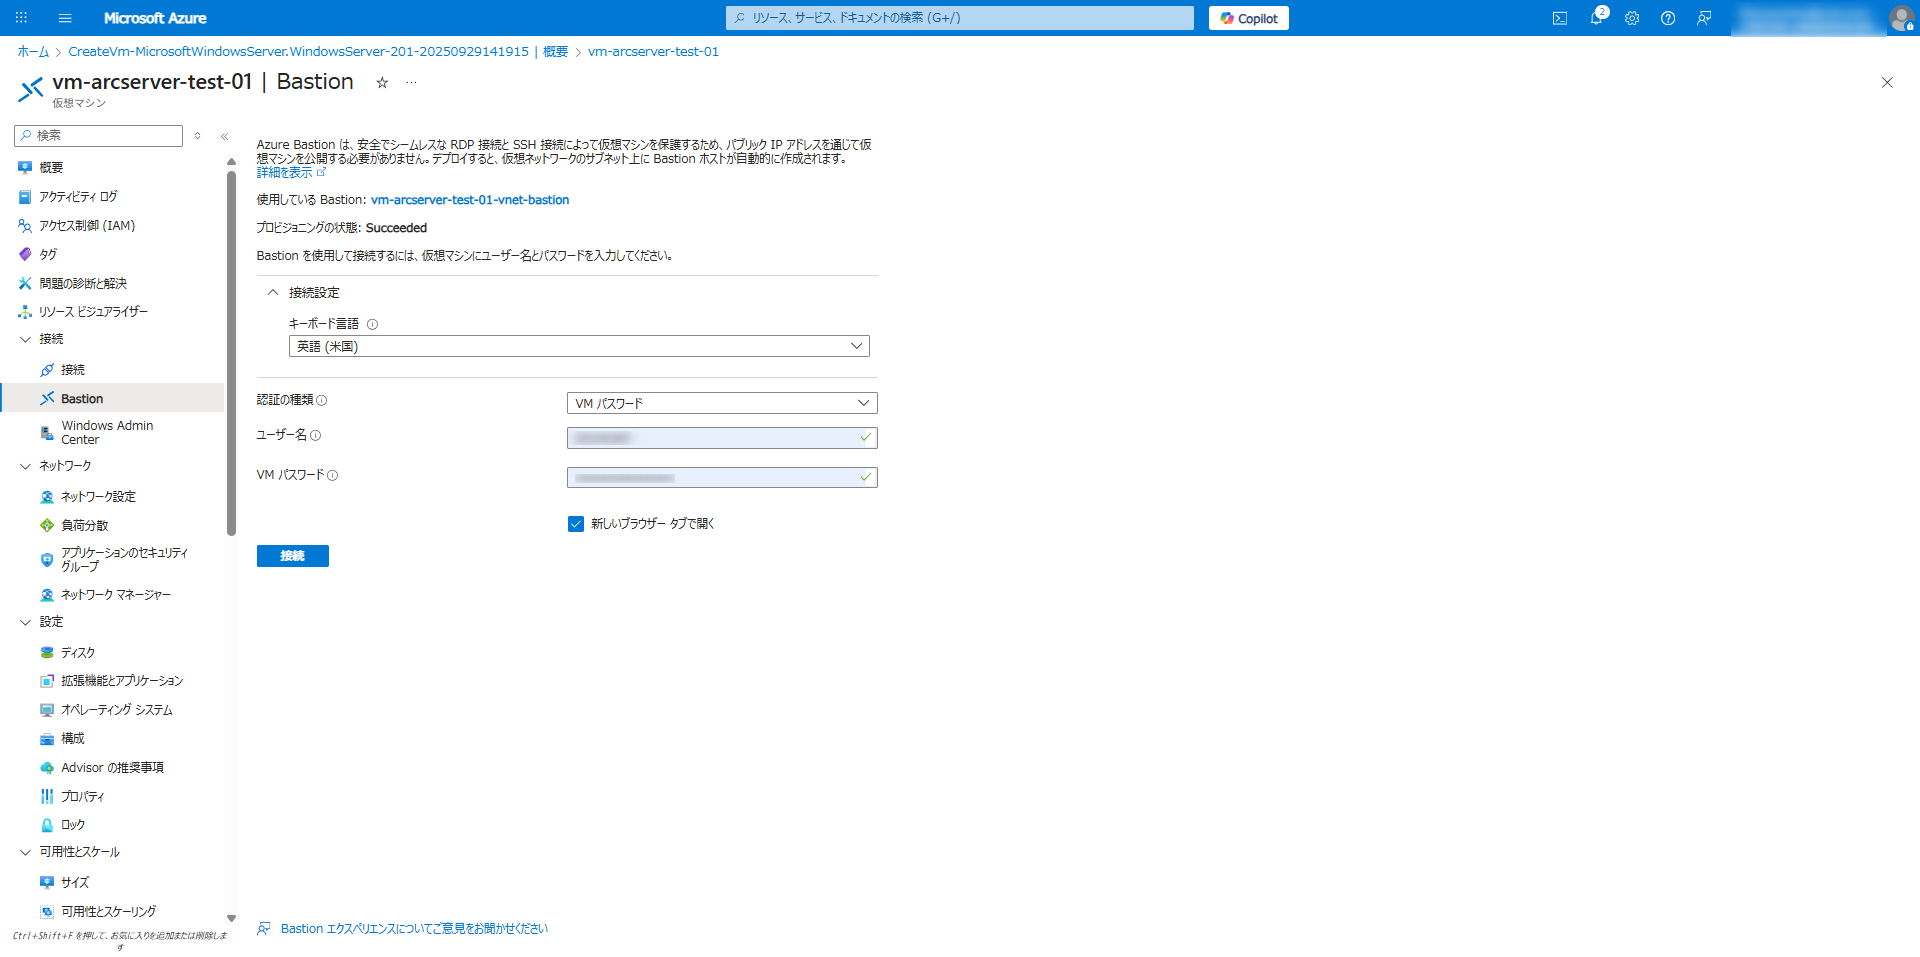 Microsoft Azure
リソース、サービス、ドキュメントの検索 (G+/)
Copilot
2
ホーム > CreateVm-MicrosoftWindowsServer.WindowsServer-201-20250929141915 | 概要 > vm-arcserver-test-01
vm-arcserver-test-01 | Bastion
仮想マシン
検索
概要
アクティビティ ログ
アクセス制御 (IAM)
タグ
問題の診断と解決
リソース ビジュアライザー
接続
接続
Bastion
Windows Admin
Center
ネットワーク
ネットワーク設定
負荷分散
アプリケーションのセキュリティ
グループ
ネットワーク マネージャー
設定
ディスク
拡張機能とアプリケーション
オペレーティング システム
構成
Advisor の推奨事項
プロパティ
ロック
可用性とスケール
サイズ
可用性とスケーリング
Ctrl+Shift+F を押して、お気に入りを追加または削除しま
す
Azure Bastion は、安全でシームレスな RDP 接続と SSH 接続によって仮想マシンを保護するため、パブリック IP アドレスを通じて仮
想マシンを公開する必要がありません。デプロイすると、仮想ネットワークのサブネット上に Bastion ホストが自動的に作成されます。
詳細を表示
使用している Bastion: vm-arcserver-test-01-vnet-bastion
プロビジョニングの状態: Succeeded
Bastion を使用して接続するには、仮想マシンにユーザー名とパスワードを入力してください。
接続設定
キーボード言語
英語 (米国)
認証の種類
VM パスワード
ユーザー名
VM パスワード
新しいブラウザー タブで開く
接続
Bastion エクスペリエンスについてご意見をお聞かせください